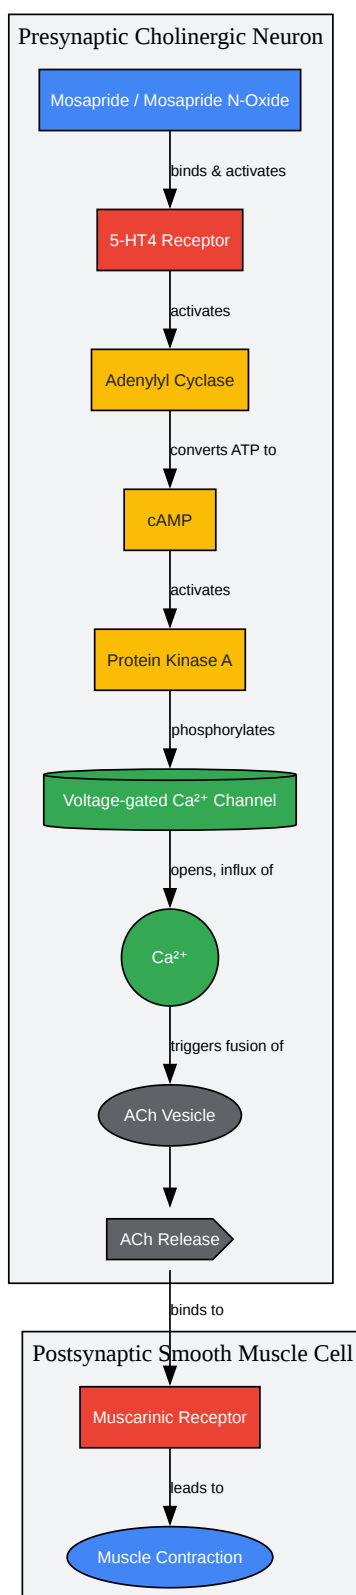 Presynaptic Cholinergic Neuron
Mosapride / Mosapride N-Oxide
binds & activates
5-HT4 Receptor
activates
Adenylyl Cyclase
converts ATP to
cAMP
activates
Protein Kinase A
phosphorylates
Voltage-gated Ca²⁺ Channel
opens, influx of
Ca²⁺
triggers fusion of
ACh Vesicle
ACh Release
binds to
Postsynaptic Smooth Muscle Cell
Muscarinic Receptor
leads to
Muscle Contraction